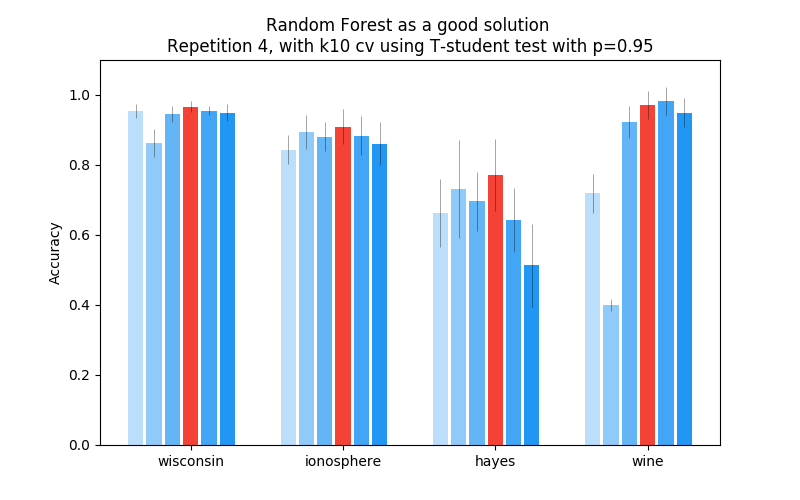 Random Forest as a good solution
Repetition 4, with k10 cv using T-student test with p=0.95
1.0
0.8
0.6
0.4
0.2
0.0
Accuracy
wisconsin
ionosphere
hayes
wine